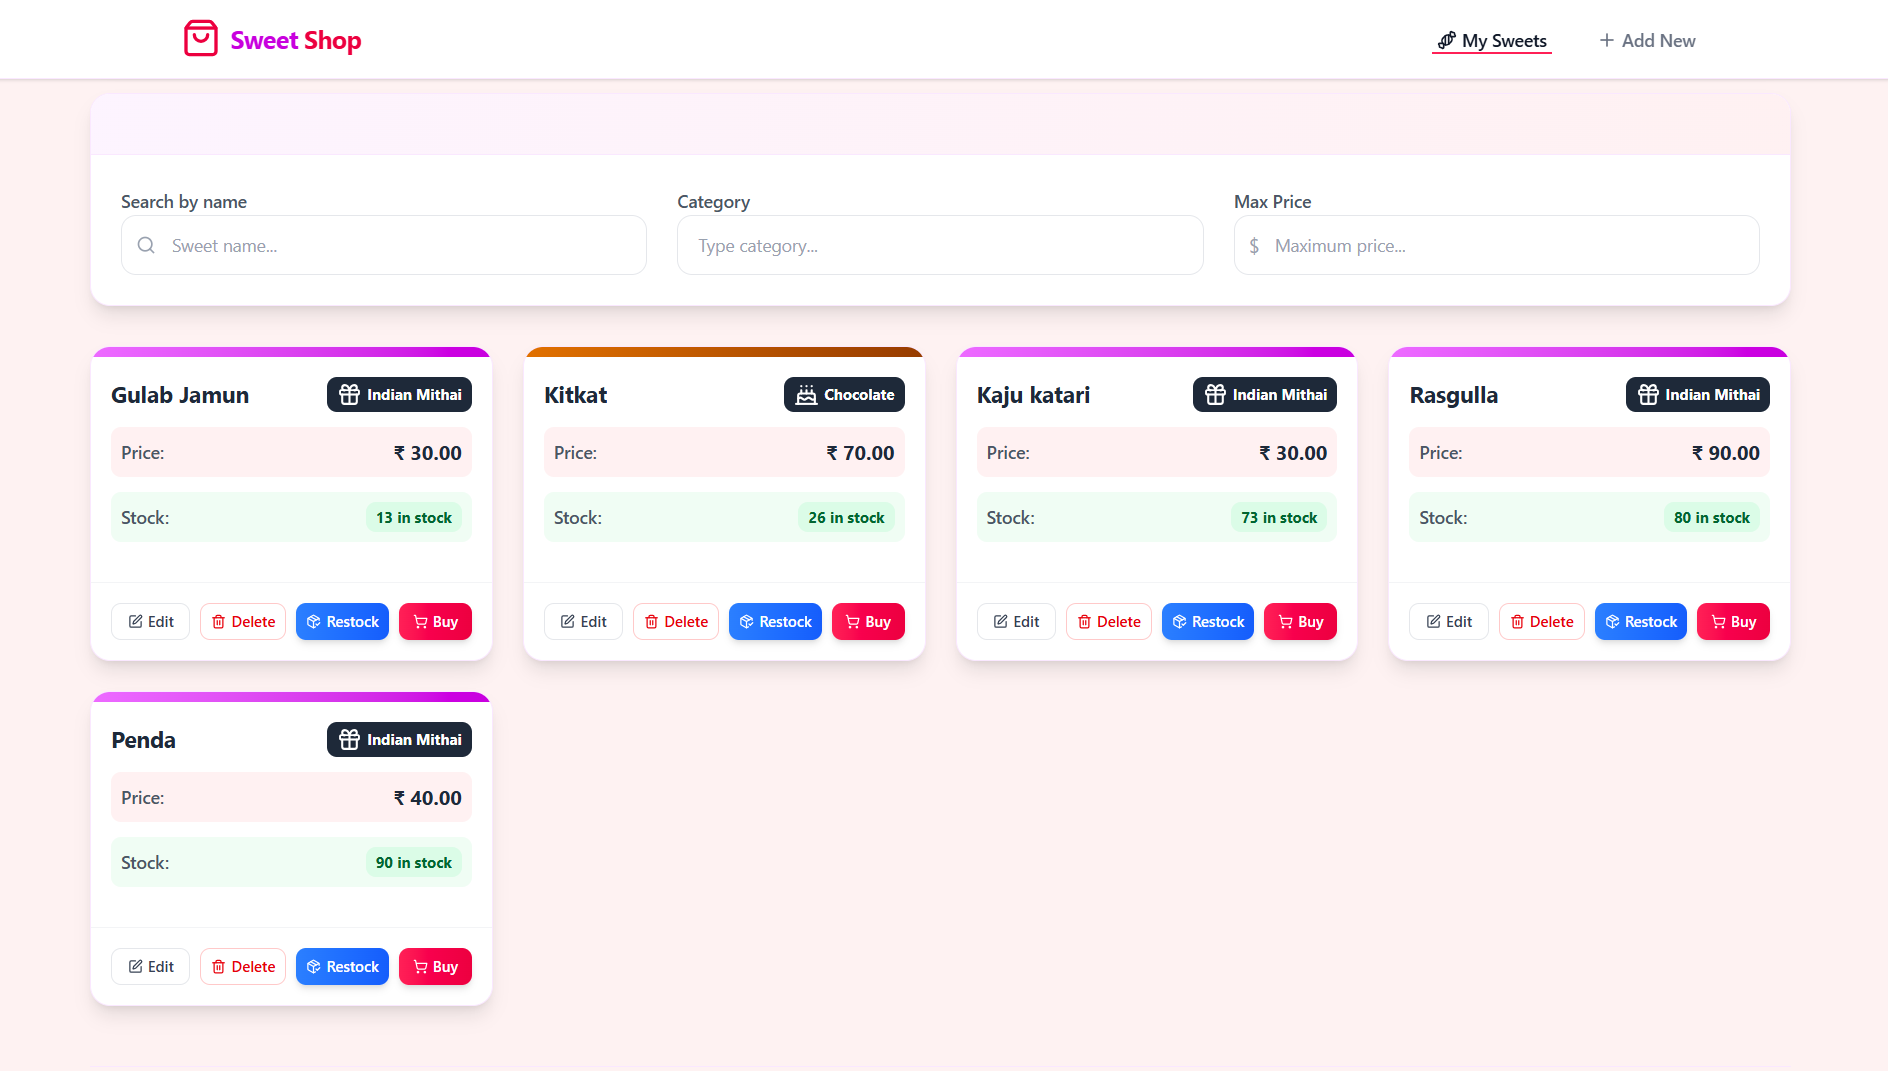 Sweet Shop
My Sweets
Add New
Search by name
Sweet name...
Category
Type category...
Max Price
$ Maximum price...
Gulab Jamun
Indian Mithai
Price:
₹ 30.00
Stock:
13 in stock
Edit
Delete
Restock
Buy
Kitkat
Chocolate
Price:
₹ 70.00
Stock:
26 in stock
Edit
Delete
Restock
Buy
Kaju katari
Indian Mithai
Price:
₹ 30.00
Stock:
73 in stock
Edit
Delete
Restock
Buy
Rasgulla
Indian Mithai
Price:
₹ 90.00
Stock:
80 in stock
Edit
Delete
Restock
Buy
Penda
Indian Mithai
Price:
₹ 40.00
Stock:
90 in stock
Edit
Delete
Restock
Buy